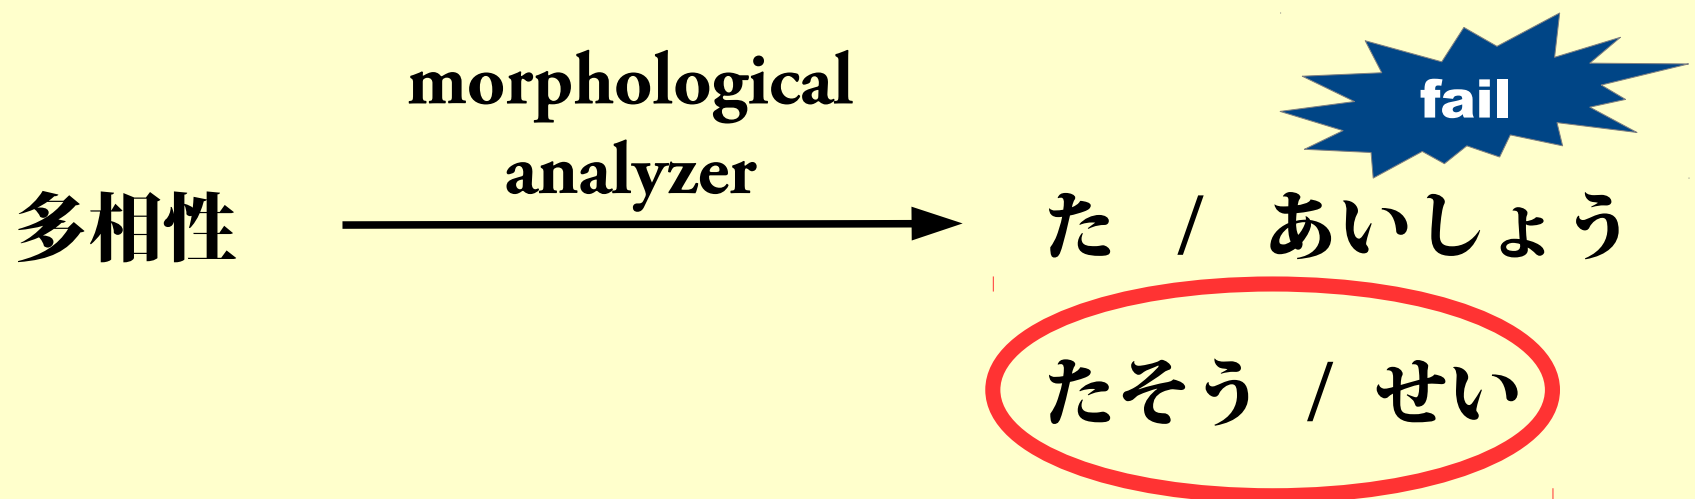 morphological
analyzer
fail
多相性
た / あいしょう
たそう / せい